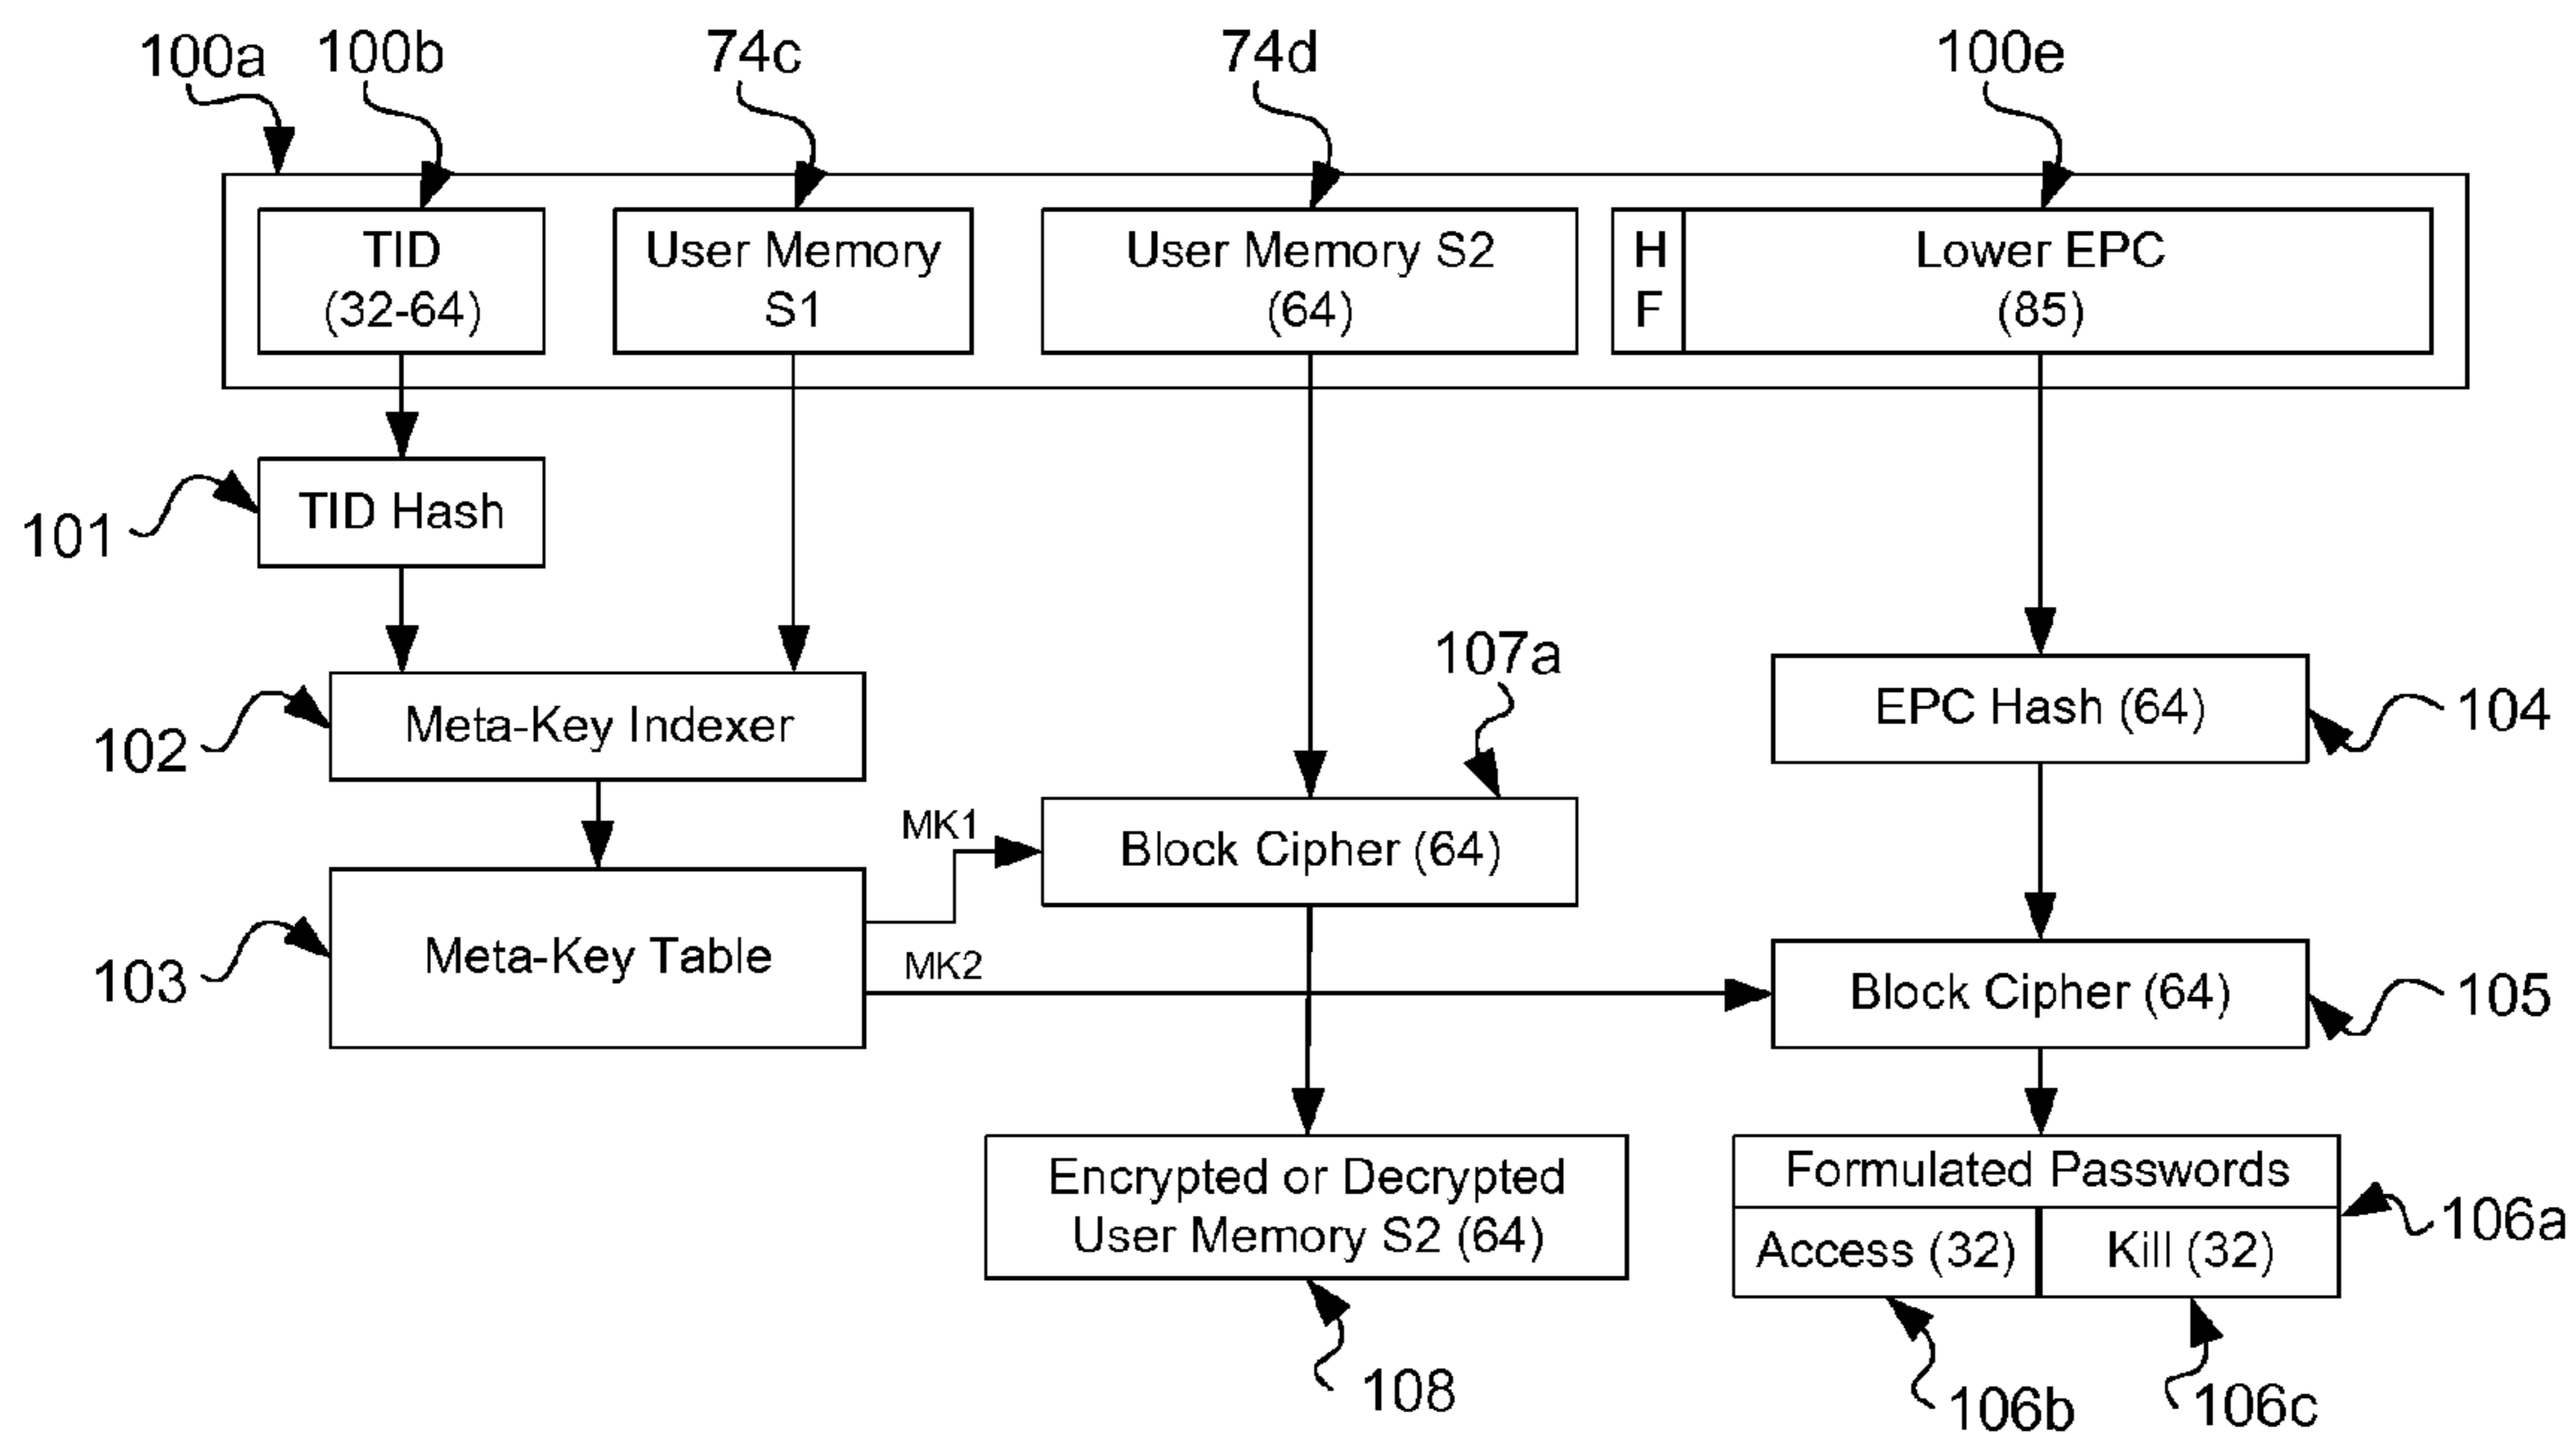 100a 100b 74c 74d 100e
TID
(32-64)
User Memory
S1
User Memory S2
(64)
H
F
Lower EPC
(85)
101
TID Hash
107a
102
Meta-Key Indexer
EPC Hash (64)
104
MK1
Block Cipher (64)
103
Meta-Key Table
MK2
Block Cipher (64)
105
Encrypted or Decrypted
User Memory S2 (64)
Formulated Passwords
Access (32)
Kill (32)
106a
108
106b
106c